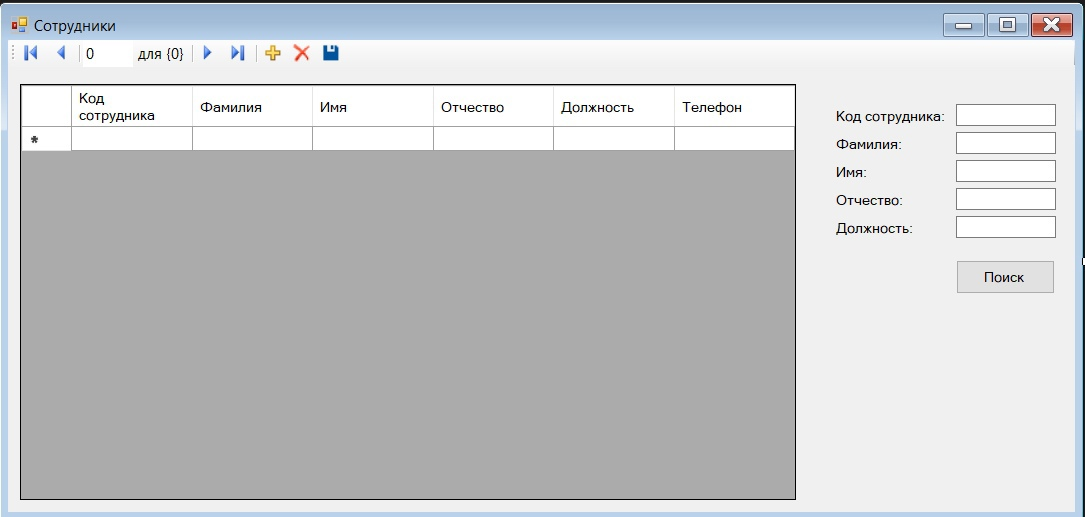 Сотрудники
0 для {0}
Код сотрудника Фамилия Имя Отчество Должность Телефон
*
Код сотрудника:
Фамилия:
Имя:
Отчество:
Должность:
Поиск